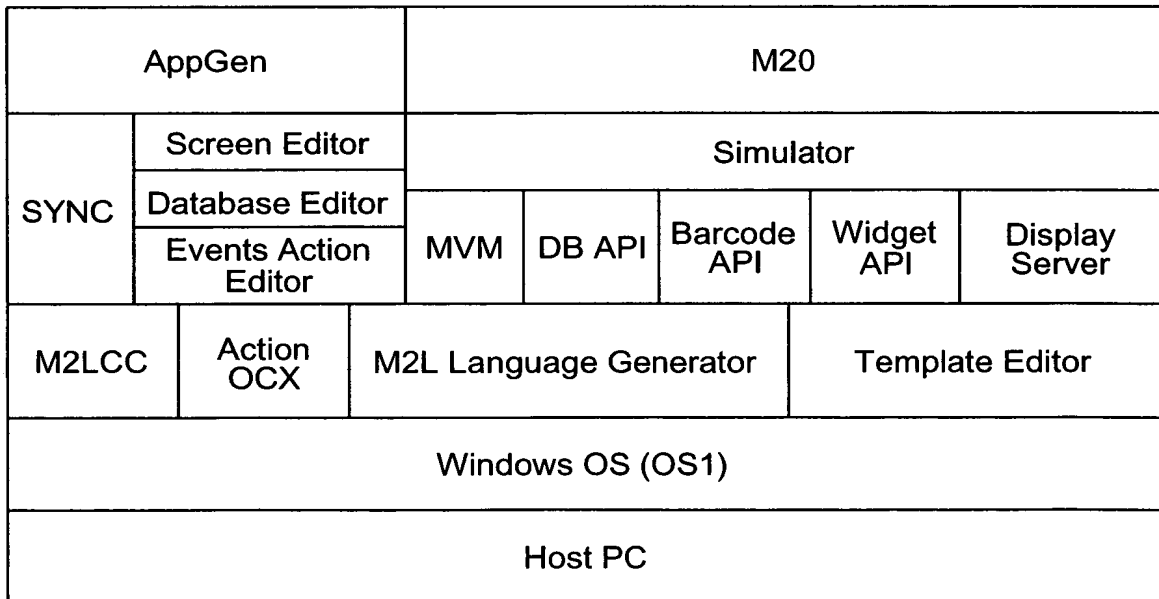 AppGen
M20
SYNC
Screen Editor
Database Editor
Events Action
Editor
Simulator
MVM
DB API
Barcode
API
Widget
API
Display
Server
M2LCC
Action
OCX
M2L Language Generator
Template Editor
Windows OS (OS1)
Host PC